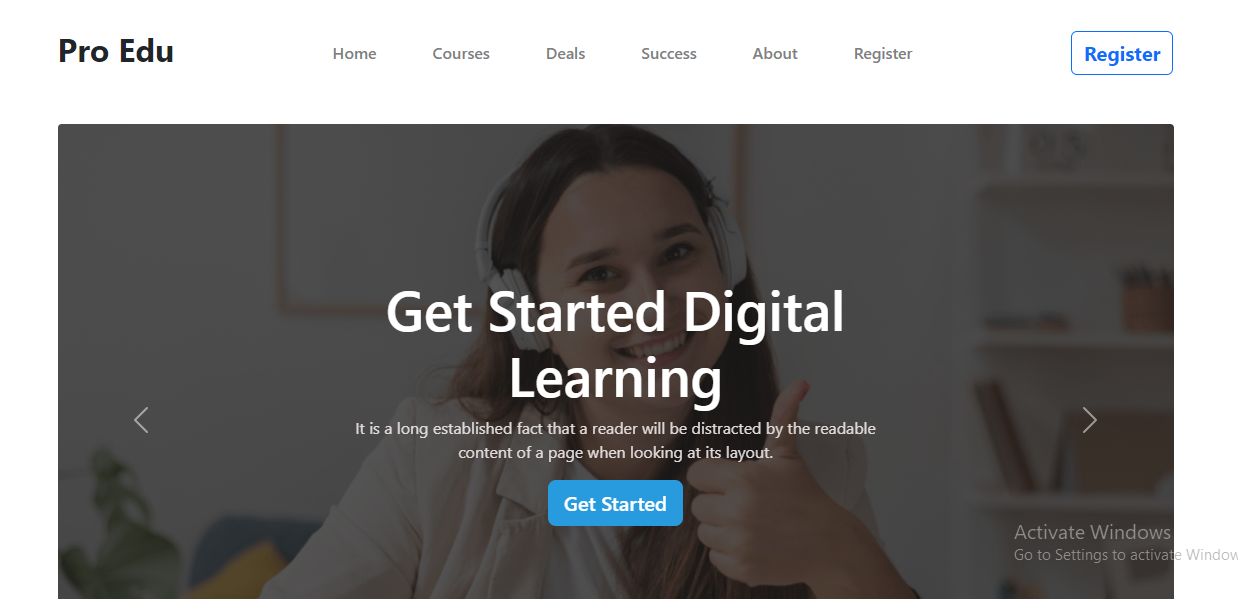 Pro Edu
Home Courses Deals Success About Register
Register
Get Started Digital
Learning
It is a long established fact that a reader will be distracted by the readable
content of a page when looking at its layout.
Get Started
Activate Windows
Go to Settings to activate Window